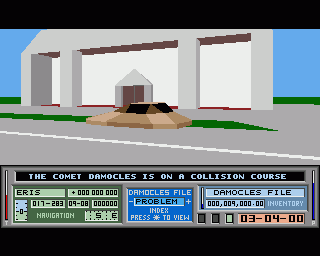 THE COMET DAMOCLES IS ON A COLLISION COURSE
ERIS + 000 000 000
017-283 09-08 00000
NAVIGATION S E
DAMOCLES FILE
- PROBLEM +
INDEX
PRESS * TO VIEW
DAMOCLES FILE
000,009,000.00 INVENTORY
03-04-00